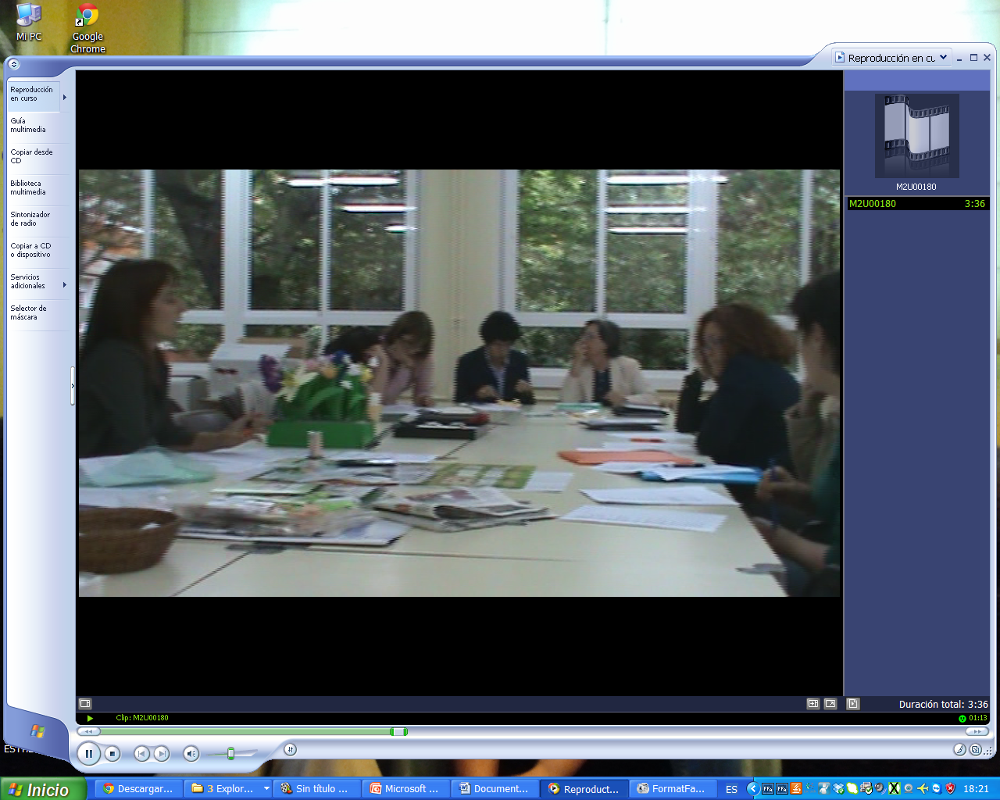 Mi PC
Google
Chrome
Reproducción en cu
Reproducción
en curso
Guía
multimedia
Copiar desde
CD
Biblioteca
multimedia
Sintonizador
de radio
Copiar a CD
o dispositivo
Servicios
adicionales
Selector de
máscara
M2U00180
M2U00180 3:36
Duración total: 3:36
Clip: M2U00180
01:13
Inicio
Descargar...
3 Explor...
Sin título ...
Microsoft ...
Document...
Reproduct...
FormatFa...
ES
18:21